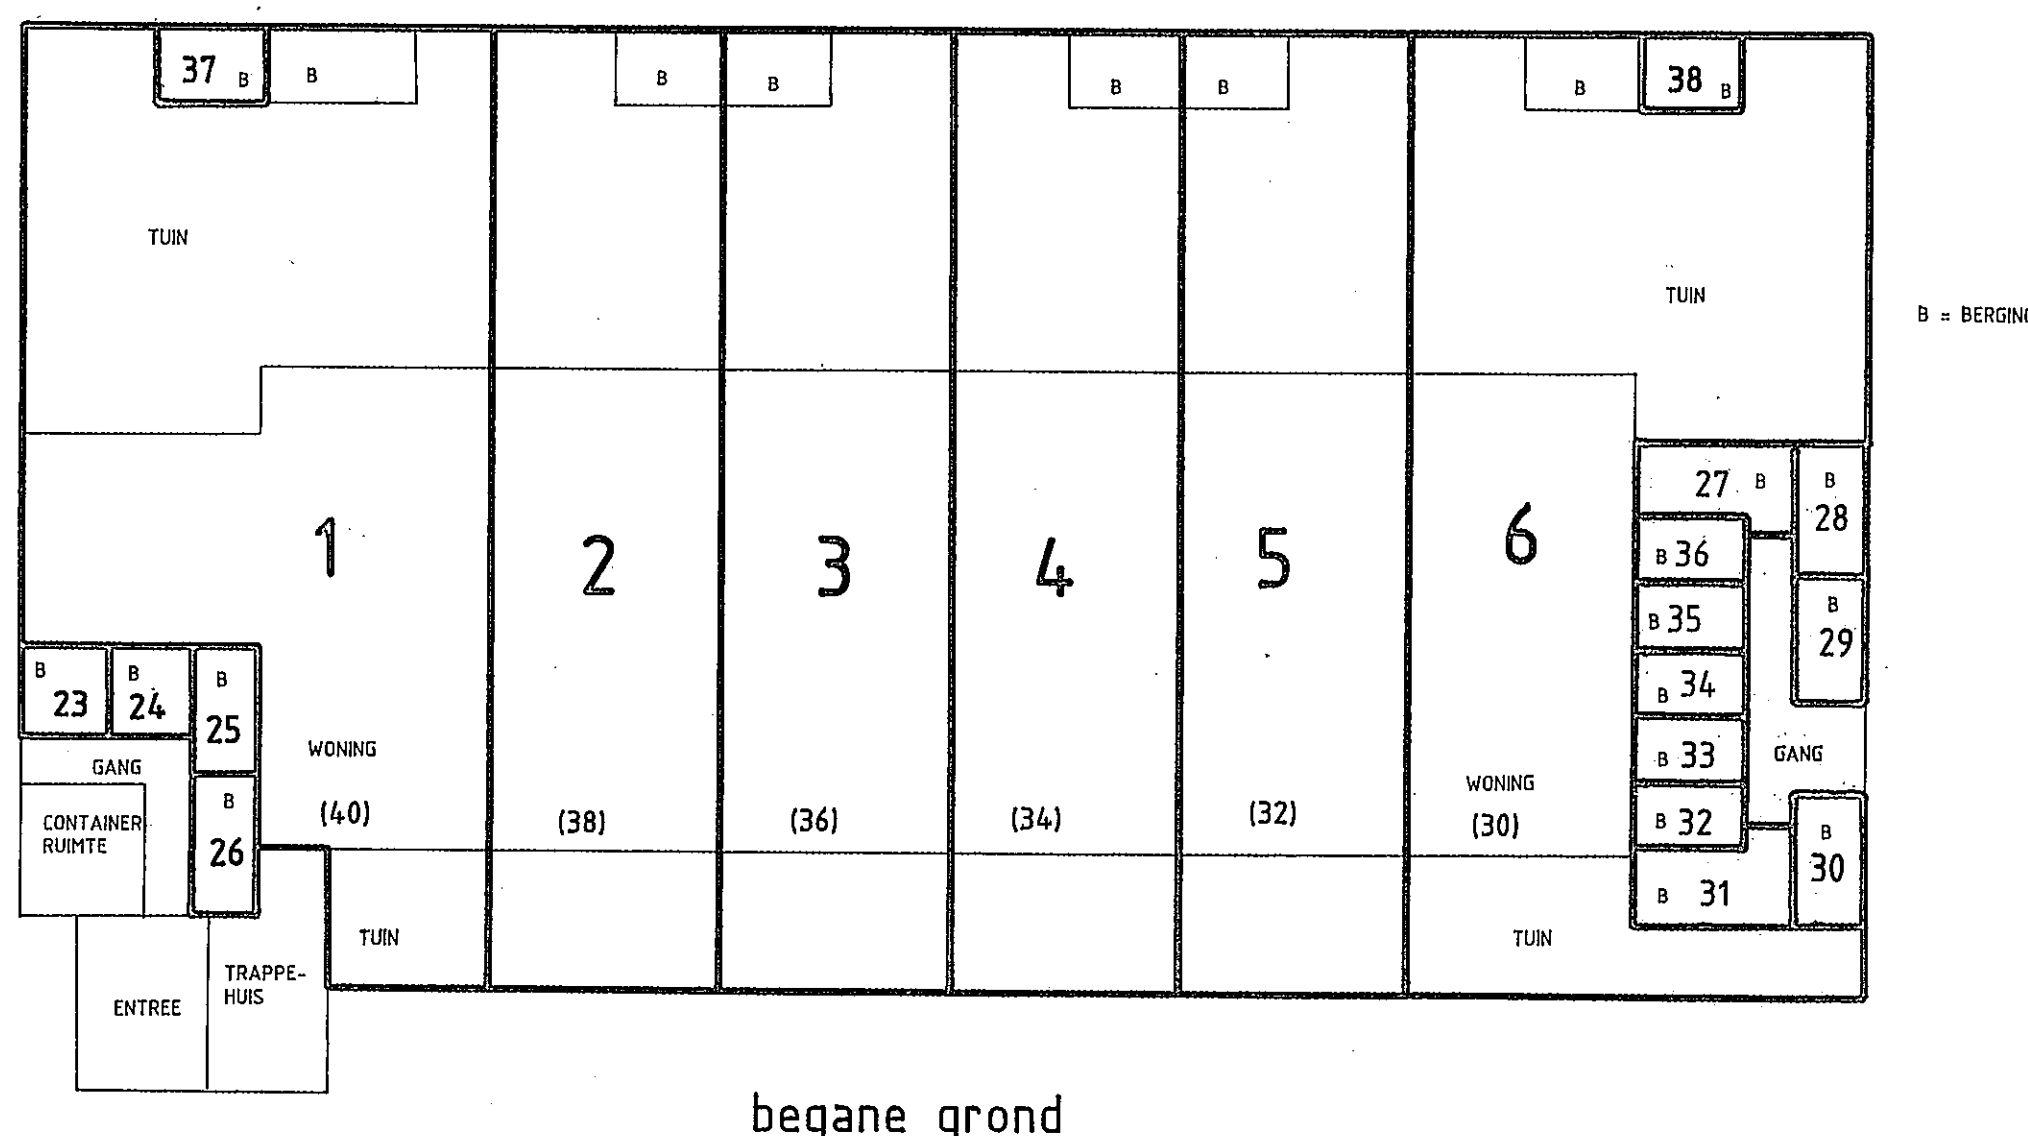 37 B B B B B B B 38 B
TUIN
TUIN
B = BERGING
27 B B
28
1 2 3 4 5 6
B 36
B 35
B
29
B
23
B
24
B
25
B 34
GANG
WONING
B 33
GANG
WONING
(40)
(38)
(36)
(34)
(32)
(30)
B 32
CONTAINER
RUIMTE
B
26
B
30
B 31
TUIN
TUIN
TRAPPE-
HUIS
ENTREE
begane grond